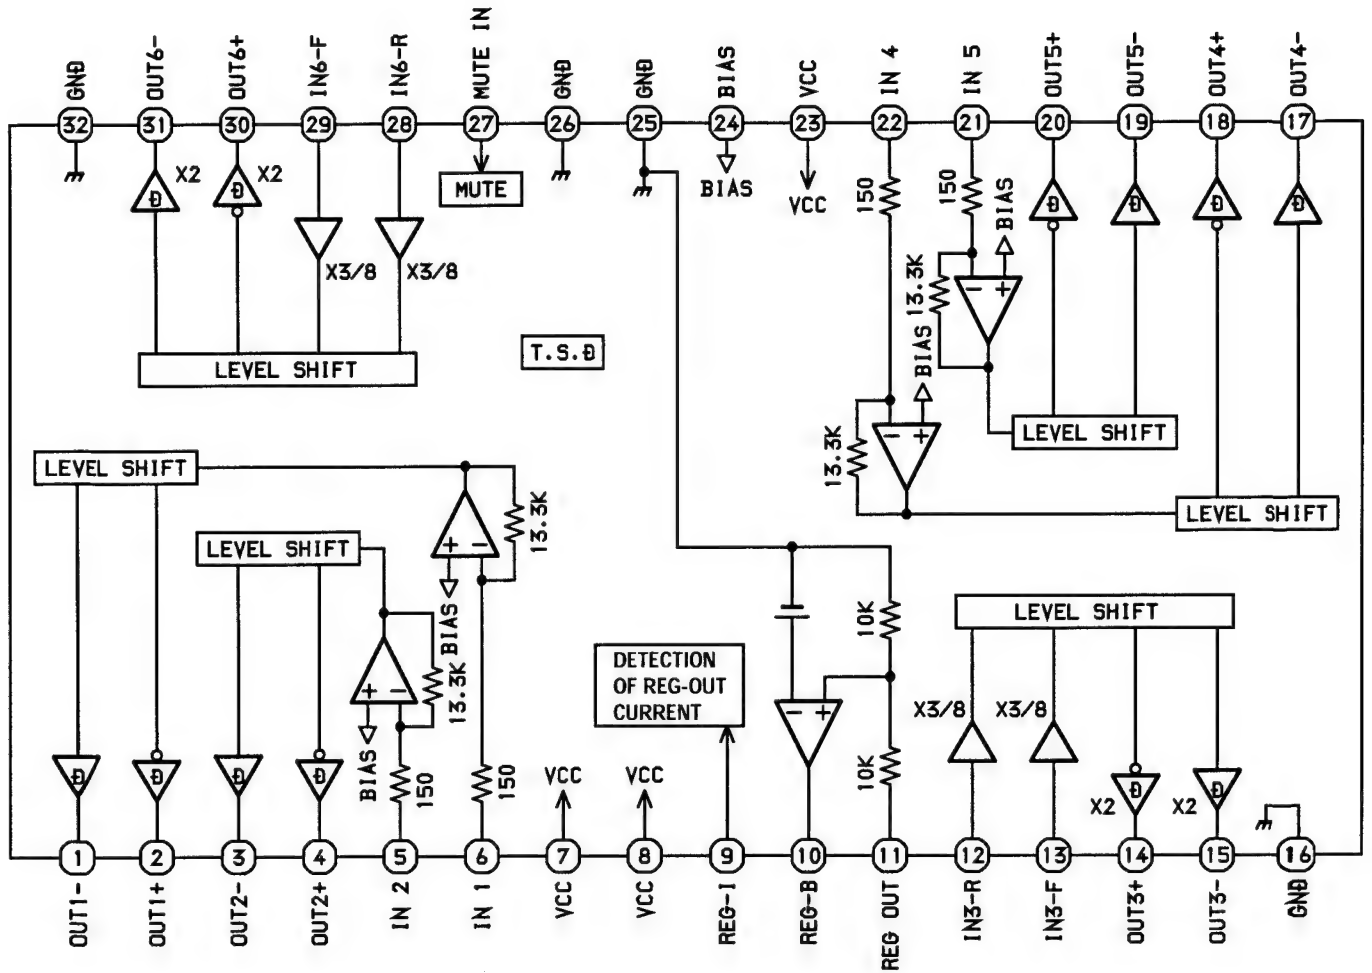 GND
OUT6-
OUT6+
IN6-F
IN6-R
MUTE IN
GND
GND
BIAS
VCC
IN 4
IN 5
OUT5+
OUT5-
OUT4+
OUT4-
32
31
30
29
28
27
26
25
24
23
22
21
20
19
18
17
D
X2
D
X2
MUTE
BIAS
VCC
150
150
BIAS
D
D
D
D
X3/8
X3/8
13.3K
- +
T.S.D
LEVEL SHIFT
BIAS
13.3K
- +
LEVEL SHIFT
LEVEL SHIFT
LEVEL SHIFT
LEVEL SHIFT
+ -
13.3K
BIAS
+ -
13.3K
BIAS
10K
LEVEL SHIFT
DETECTION
OF REG-OUT
CURRENT
- +
X3/8
X3/8
D
D
D
D
150
150
VCC
VCC
10K
X2
D
X2
D
1
2
3
4
5
6
7
8
9
10
11
12
13
14
15
16
OUT1-
OUT1+
OUT2-
OUT2+
IN 2
IN 1
VCC
VCC
REG-I
REG-B
REG OUT
IN3-R
IN3-F
OUT3+
OUT3-
GND